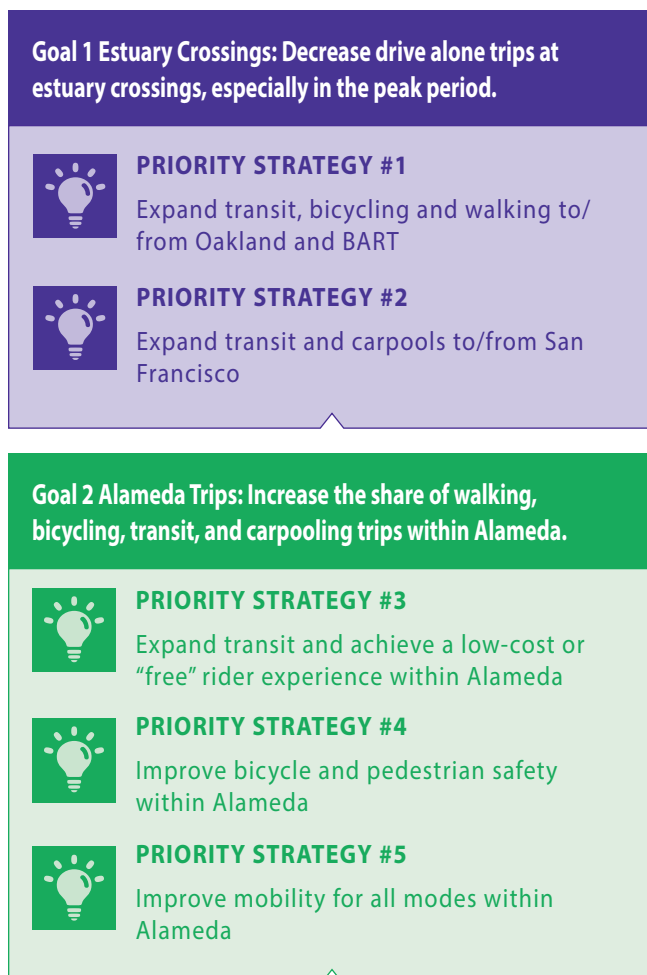 Goal 1 Estuary Crossings: Decrease drive alone trips at
estuary crossings, especially in the peak period.
PRIORITY STRATEGY #1
Expand transit, bicycling and walking to/
from Oakland and BART
PRIORITY STRATEGY #2
Expand transit and carpools to/from San
Francisco
Goal 2 Alameda Trips: Increase the share of walking,
bicycling, transit, and carpooling trips within Alameda.
PRIORITY STRATEGY #3
Expand transit and achieve a low-cost or
“free” rider experience within Alameda
PRIORITY STRATEGY #4
Improve bicycle and pedestrian safety
within Alameda
PRIORITY STRATEGY #5
Improve mobility for all modes within
Alameda